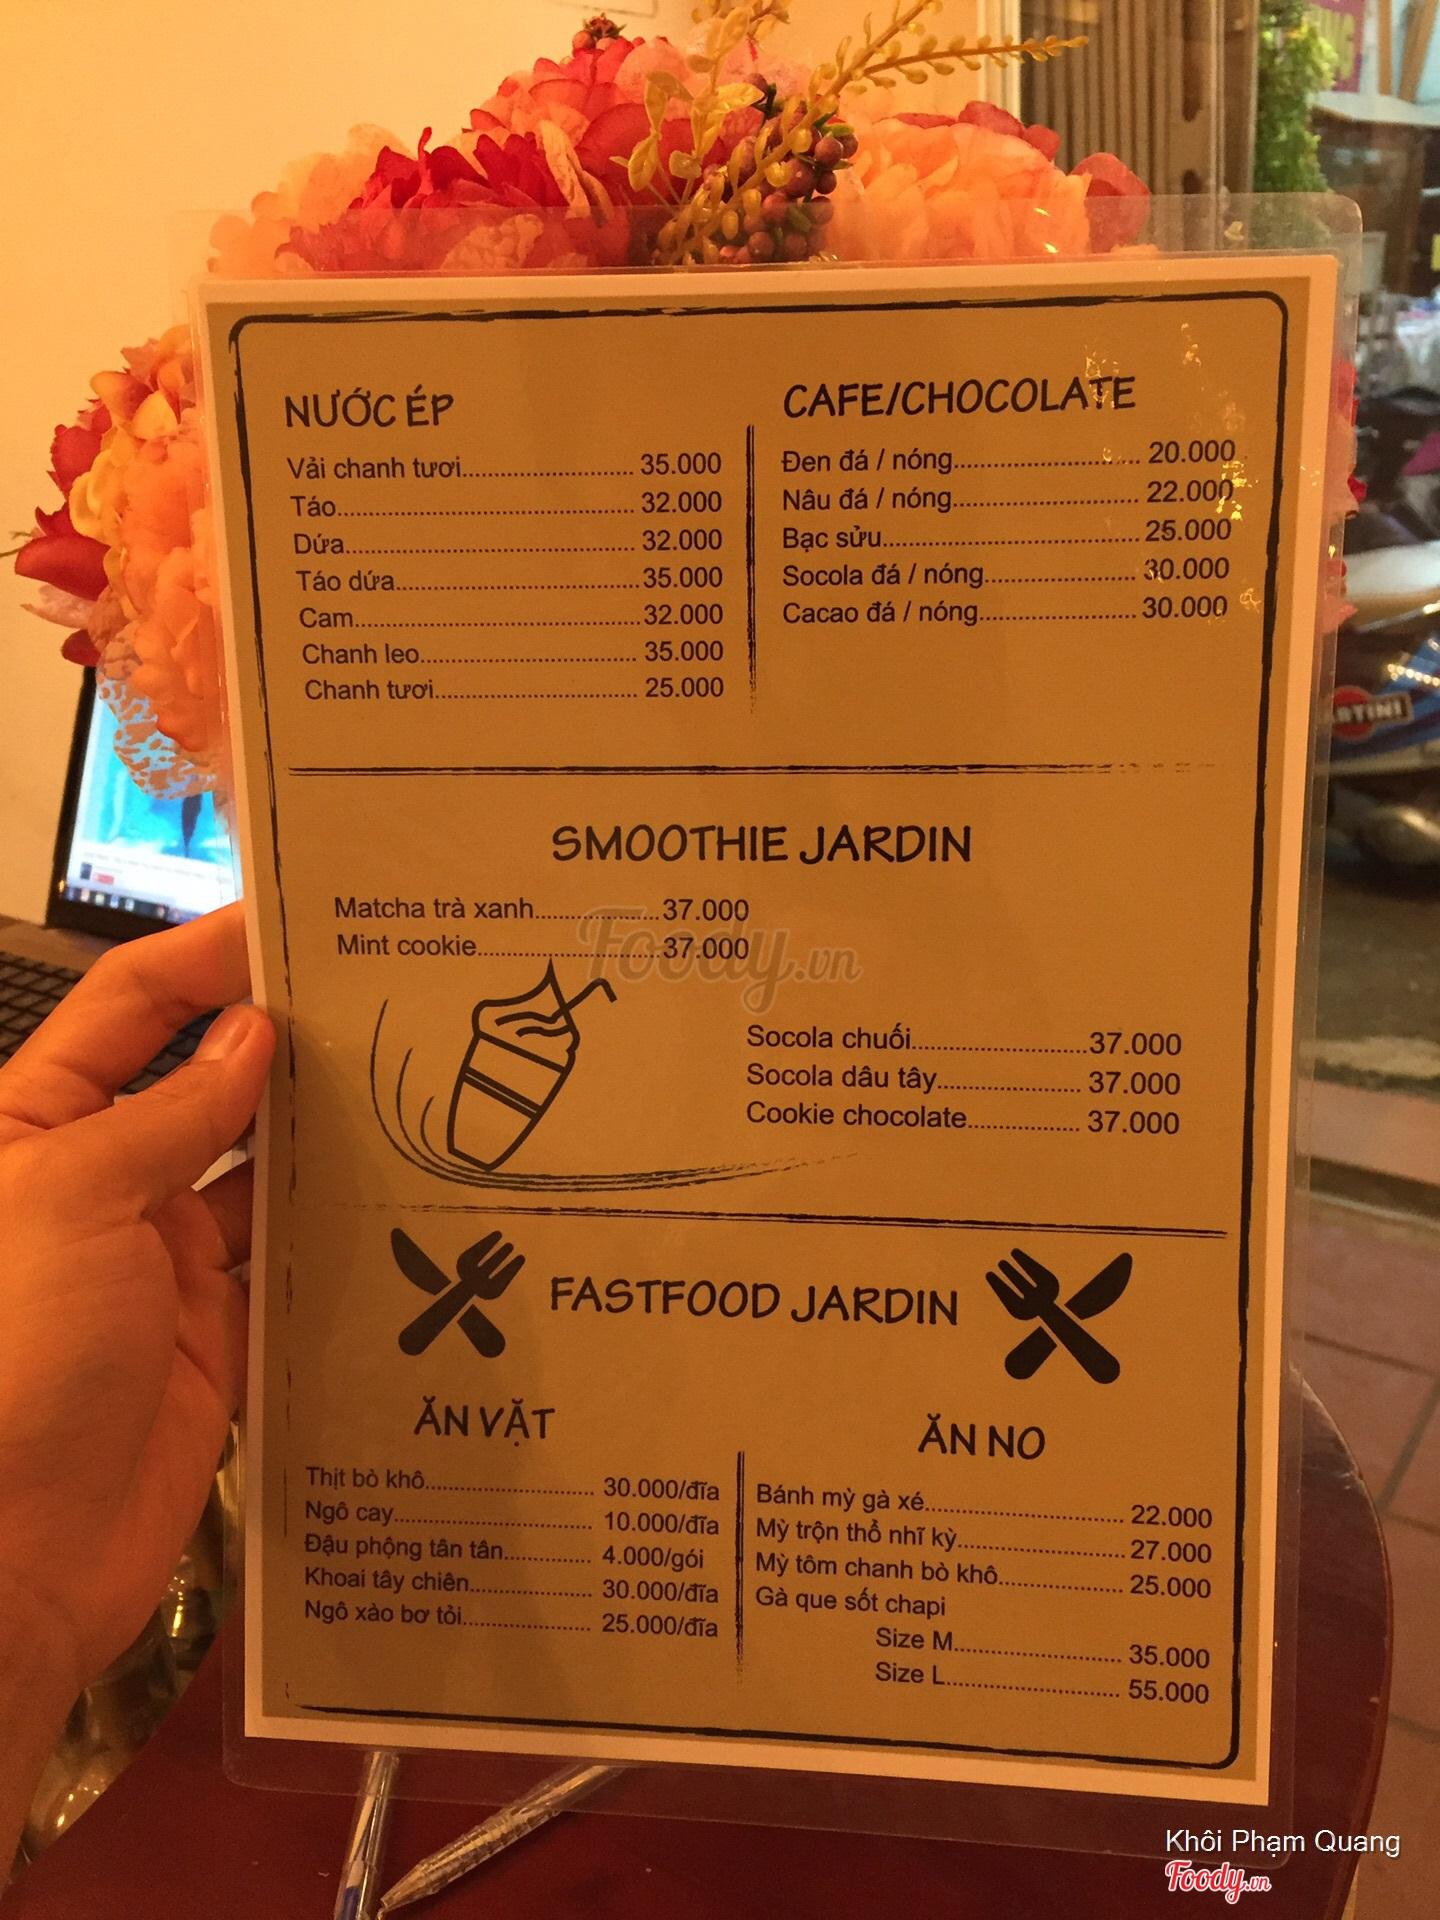 NƯỚC ÉP
Vải chanh tươi........................ 35.000
Táo........................ 32.000
Dứa........................ 32.000
Táo dứa........................ 35.000
Cam........................ 32.000
Chanh leo........................ 35.000
Chanh tươi........................ 25.000
CAFE/CHOCOLATE
Đen đá / nóng........................ 20.000
Nâu đá / nóng........................ 22.000
Bạc sửu........................ 25.000
Socola đá / nóng........................ 30.000
Cacao đá / nóng........................ 30.000
SMOOTHIE JARDIN
Matcha trà xanh................ 37.000
Mint cookie........................ 37.000
Foody.vn
Socola chuối........................ 37.000
Socola dâu tây................... 37.000
Cookie chocolate................ 37.000
FASTFOOD JARDIN
ĂN VẶT
Thịt bò khô........................ 30.000/đĩa
Ngô cay........................ 10.000/đĩa
Đậu phộng tân tân............ 4.000/gói
Khoai tây chiên................. 30.000/đĩa
Ngô xào bơ tỏi.................. 25.000/đĩa
ĂN NO
Bánh mỳ gà xé........................ 22.000
Mỳ trộn thổ nhĩ kỳ..................... 27.000
Mỳ tôm chanh bò khô................ 25.000
Gà que sốt chapi
Size M........................ 35.000
Size L........................ 55.000
Khôi Phạm Quang
Foody.vn